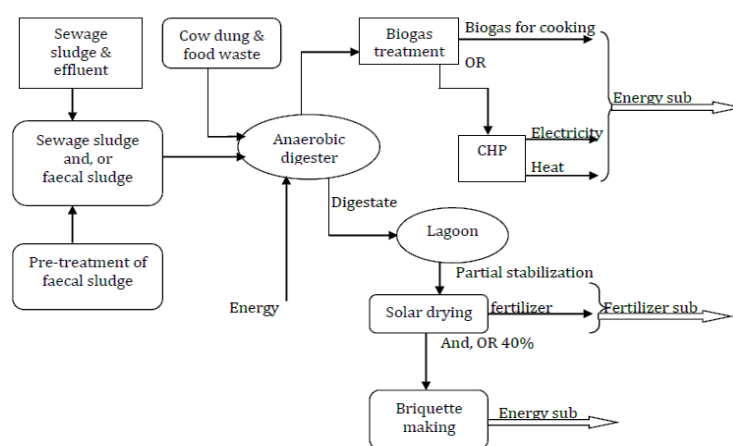 Sewage
sludge &
effluent
Cow dung &
food waste
Biogas
treatment
Biogas for cooking
OR
Energy sub
Sewage sludge
and, or
faecal sludge
Anaerobic
digester
CHP
Electricity
Heat
Digestate
Lagoon
Pre-treatment of
faecal sludge
Energy
Partial stabilization
Solar drying
fertilizer
Fertilizer sub
And, OR 40%
Briquette
making
Energy sub